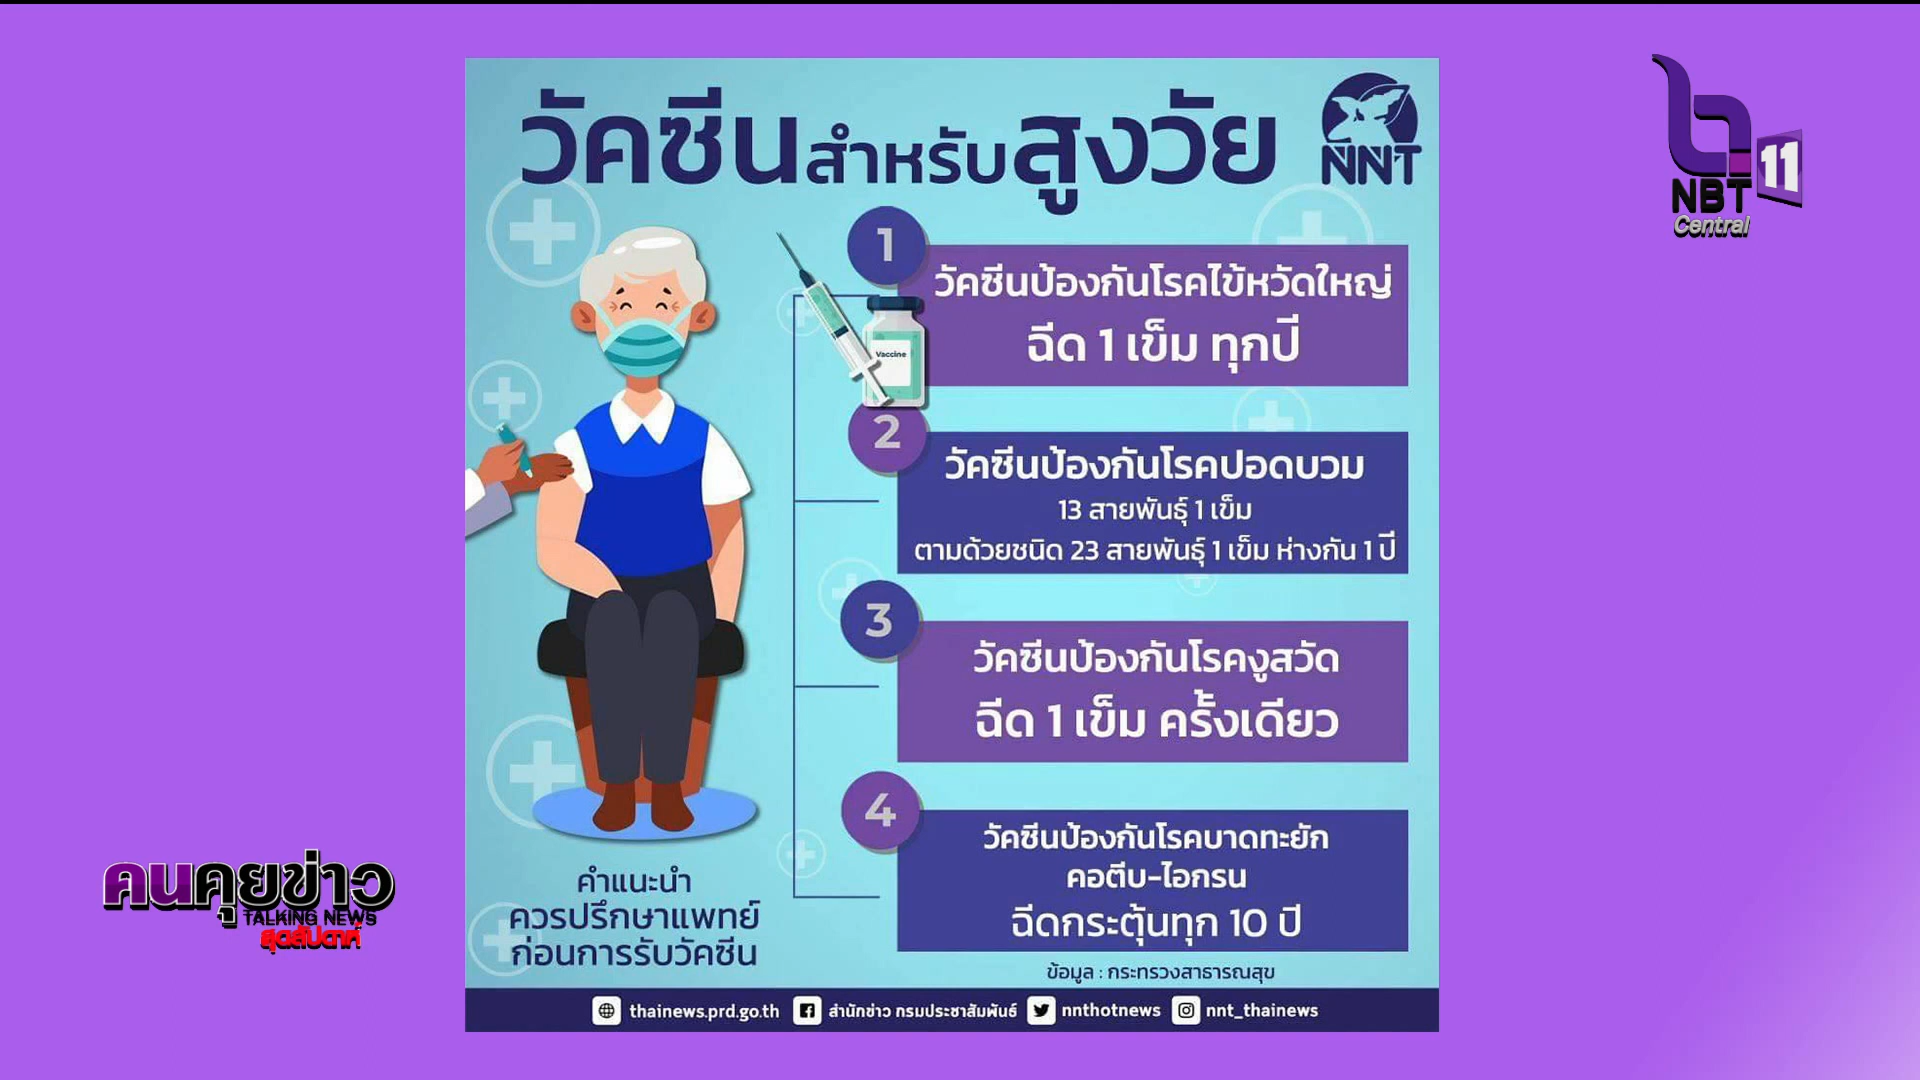 วัคซีนสำหรับสูงวัย
NNT
NBT
11
Central
1
วัคซีนป้องกันโรคไข้หวัดใหญ่
ฉีด 1 เข็ม ทุกปี
Vaccine
2
วัคซีนป้องกันโรคปอดบวม
13 สายพันธุ์ 1 เข็ม
ตามด้วยชนิด 23 สายพันธุ์ 1 เข็ม ห่างกัน 1 ปี
3
วัคซีนป้องกันโรคงูสวัด
ฉีด 1 เข็ม ครั้งเดียว
4
วัคซีนป้องกันโรคบาดทะยัก
คอตีบ-ไอกรน
ฉีดกระตุ้นทุก 10 ปี
คำแนะนำ
ควรปรึกษาแพทย์
ก่อนการรับวัคซีน
ข้อมูล : กระทรวงสาธารณสุข
thainews.prd.go.th สำนักข่าว กรมประชาสัมพันธ์ nnthotnews nnt_thainews
คนคุยข่าว
TALKING NEWS
สุดสัปดาห์